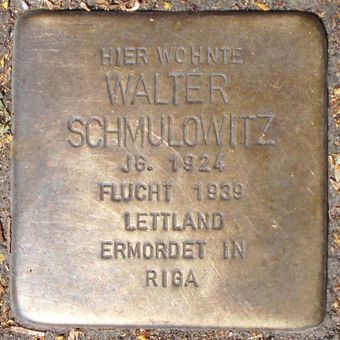 HIER WOHNTE
WALTER
SCHMULOWITZ
JG. 1924
FLUCHT 1939
LETTLAND
ERMORDET IN
RIGA